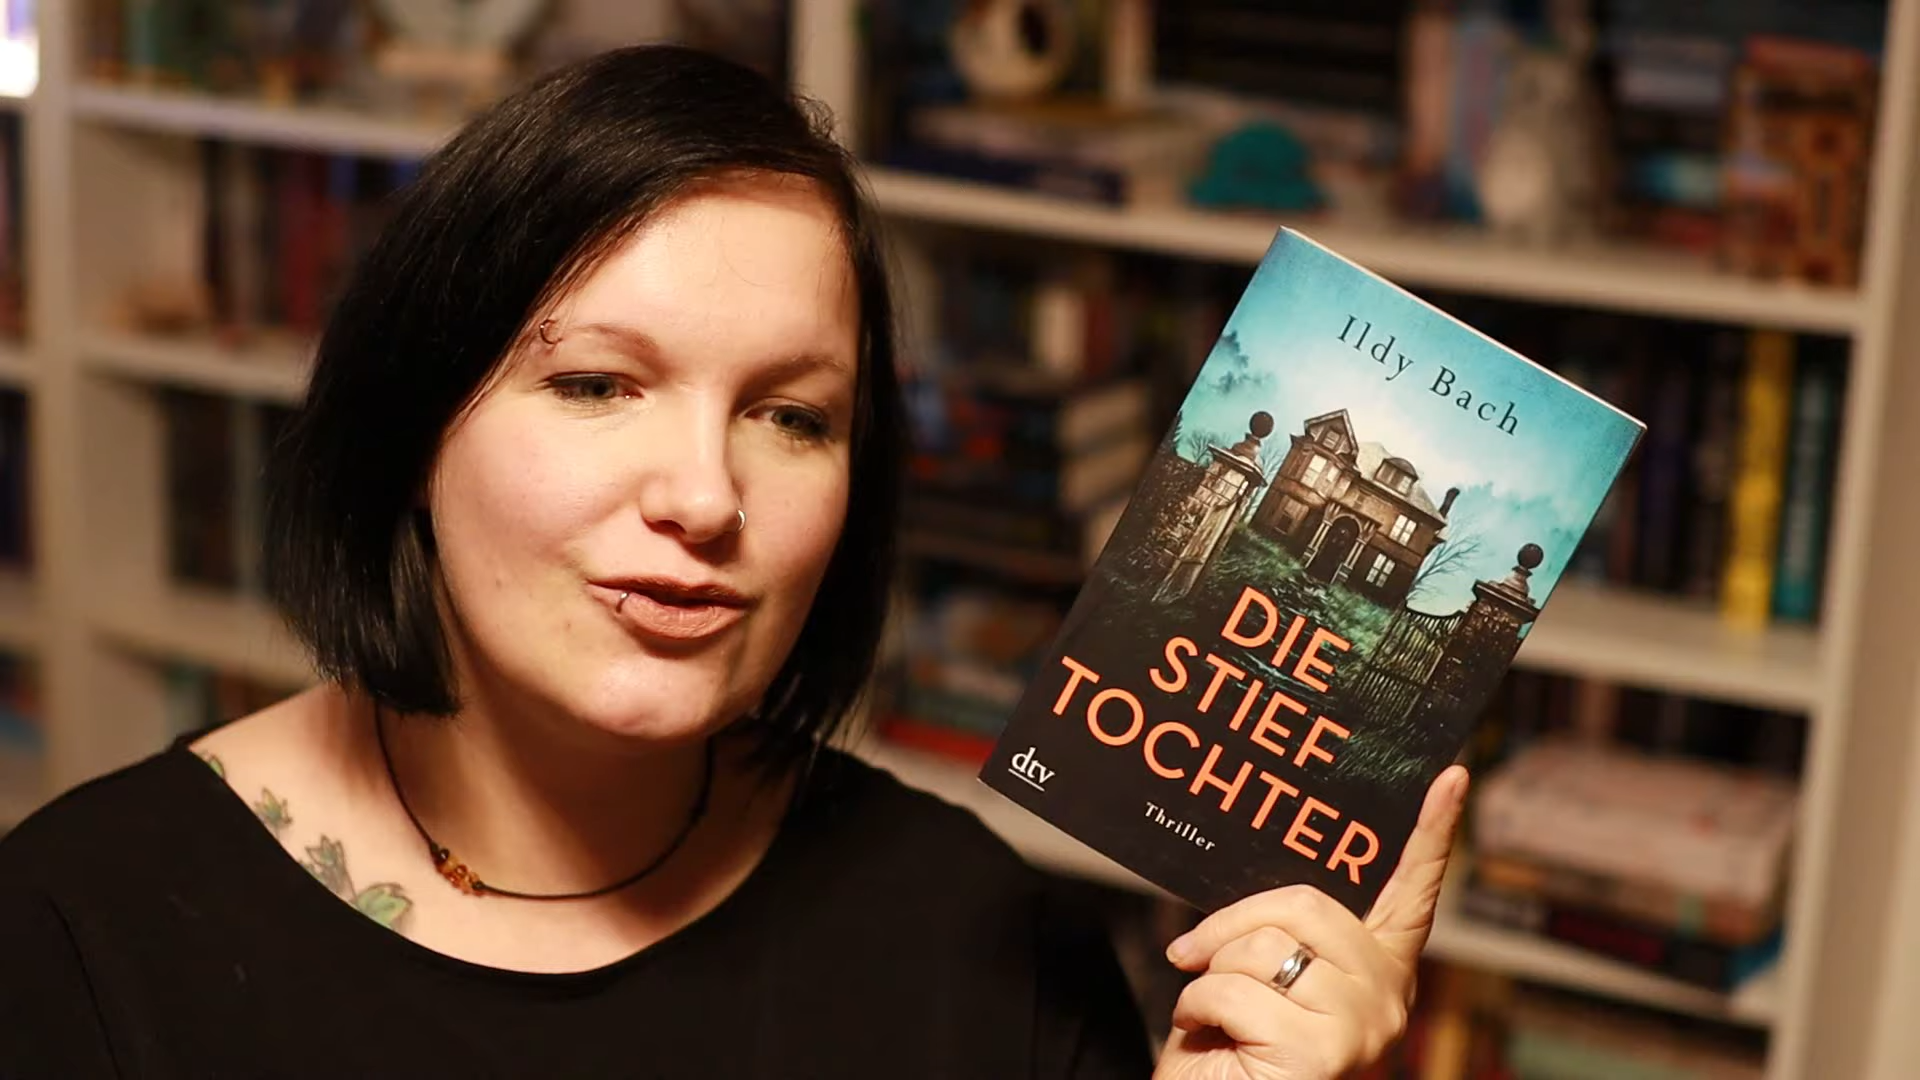 Ildy Bach
DIE
STIEF
TOCHTER
dtv
Thriller